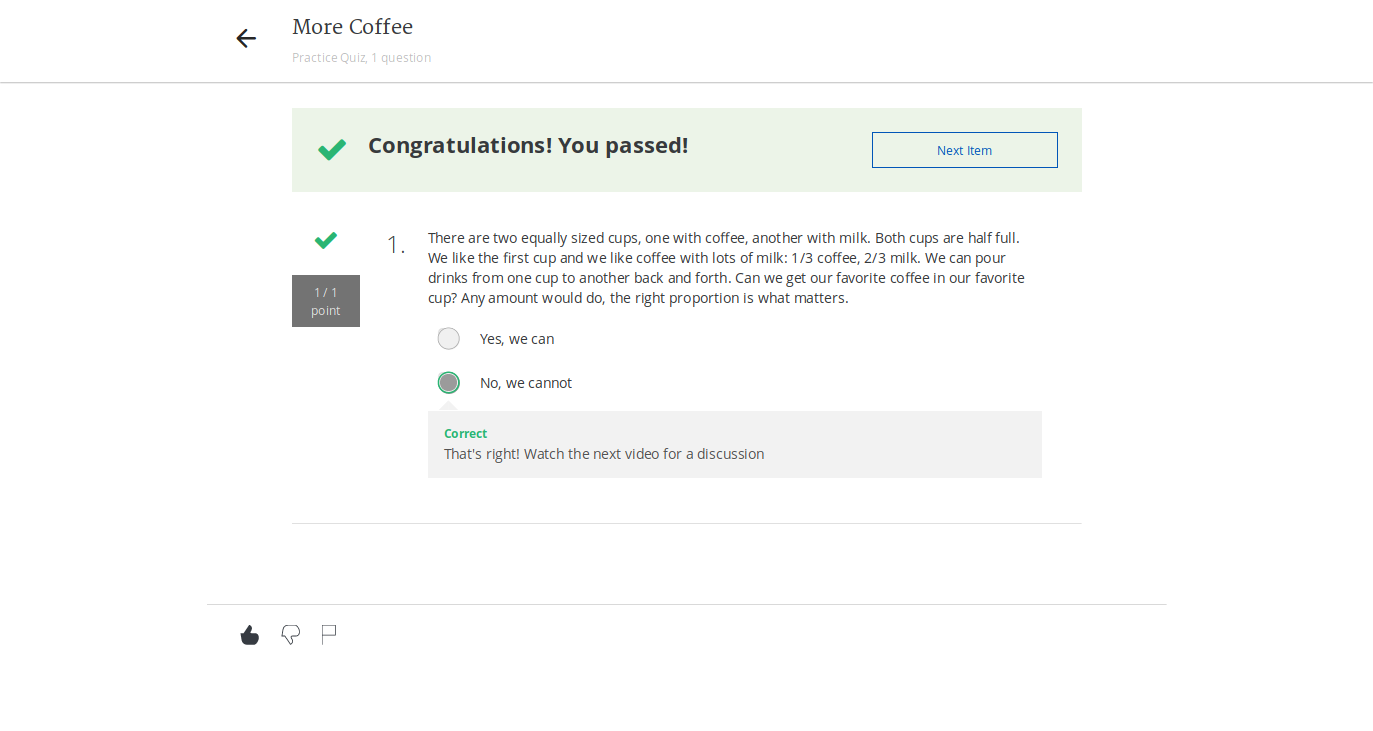 More Coffee
Practice Quiz, 1 question
Congratulations! You passed!
Next Item
1 / 1
point
1.
There are two equally sized cups, one with coffee, another with milk. Both cups are half full.
We like the first cup and we like coffee with lots of milk: 1/3 coffee, 2/3 milk. We can pour
drinks from one cup to another back and forth. Can we get our favorite coffee in our favorite
cup? Any amount would do, the right proportion is what matters.
Yes, we can
No, we cannot
Correct
That's right! Watch the next video for a discussion